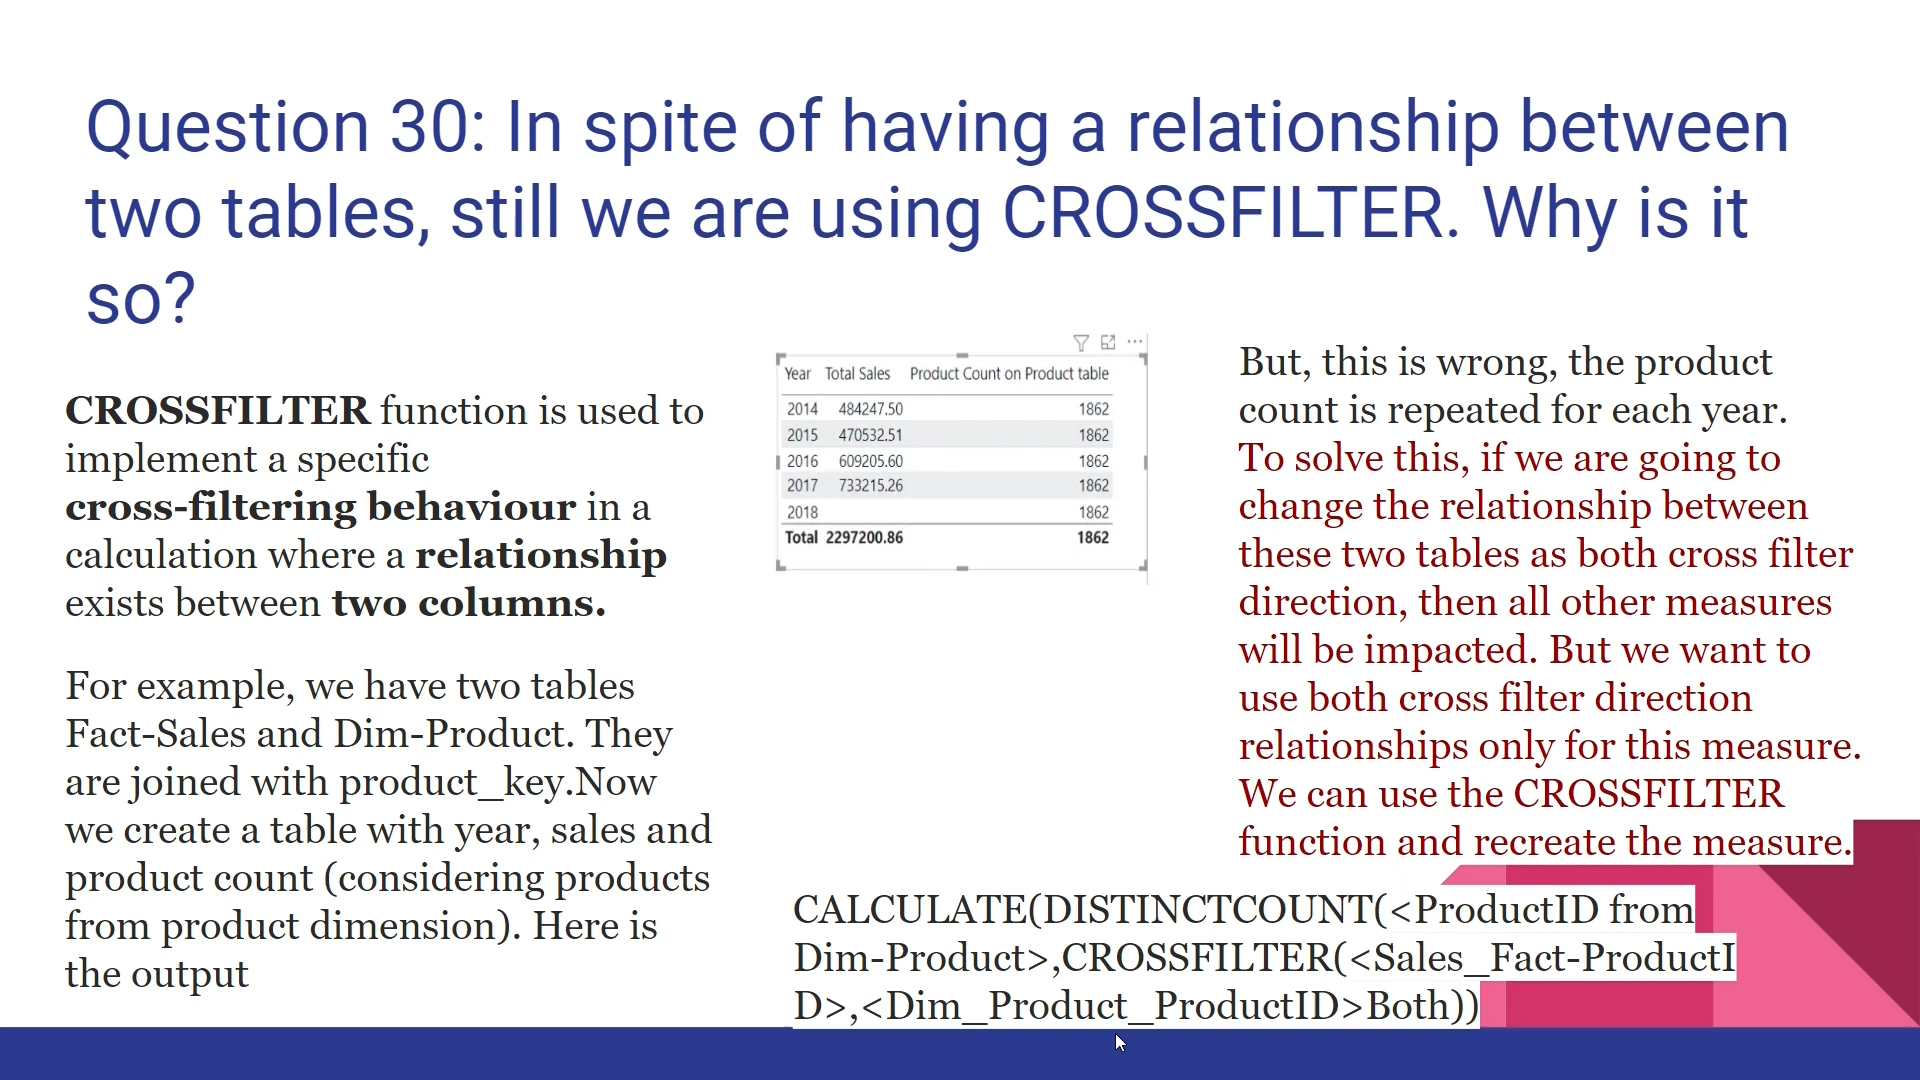 Question 30: In spite of having a relationship between
two tables, still we are using CROSSFILTER. Why is it
so?
CROSSFILTER function is used to
implement a specific
cross-filtering behaviour in a
calculation where a relationship
exists between two columns.
For example, we have two tables
Fact-Sales and Dim-Product. They
are joined with product_key.Now
we create a table with year, sales and
product count (considering products
from product dimension). Here is
the output
Year Total Sales Product Count on Product table
2014 484247.50 1862
2015 470532.51 1862
2016 609205.60 1862
2017 733215.26 1862
2018 1862
Total 2297200.86 1862
But, this is wrong, the product
count is repeated for each year.
To solve this, if we are going to
change the relationship between
these two tables as both cross filter
direction, then all other measures
will be impacted. But we want to
use both cross filter direction
relationships only for this measure.
We can use the CROSSFILTER
function and recreate the measure.
CALCULATE(DISTINCTCOUNT(<ProductID from
Dim-Product>,CROSSFILTER(<Sales_Fact-ProductI
D>,<Dim_Product_ProductID>Both))